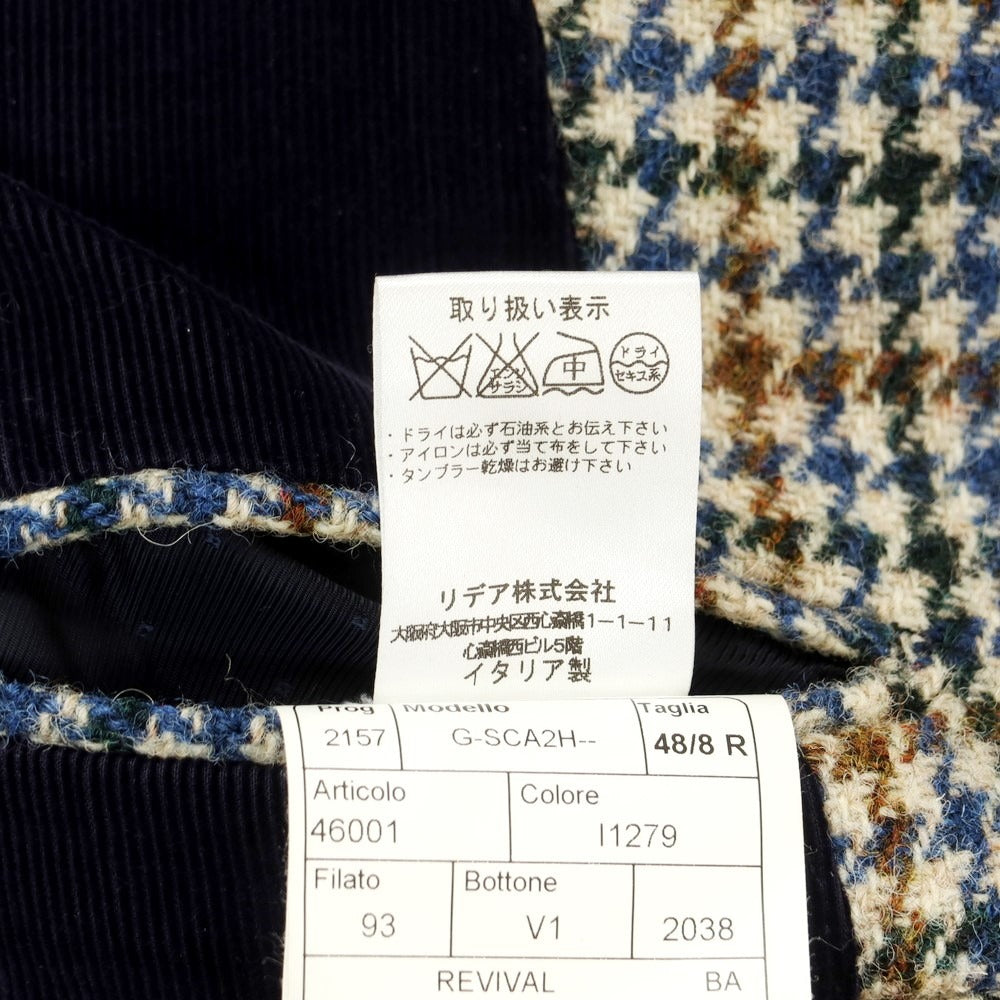 取り扱い表示
エンソ
サラシ
中
ドライ
セキユ系
・ドライは必ず石油系とお伝え下さい
・アイロンは必ず当て布をして下さい
・タンブラー乾燥はお避け下さい
リデア株式会社
大阪府大阪市中央区西心斎橋1-1-11
心斎橋西ビル5階
イタリア製
Prog Modello Taglia
2157 G-SCA2H-- 48/8 R
Articolo Colore
46001 I1279
Filato Bottone
93 V1 2038
REVIVAL BA